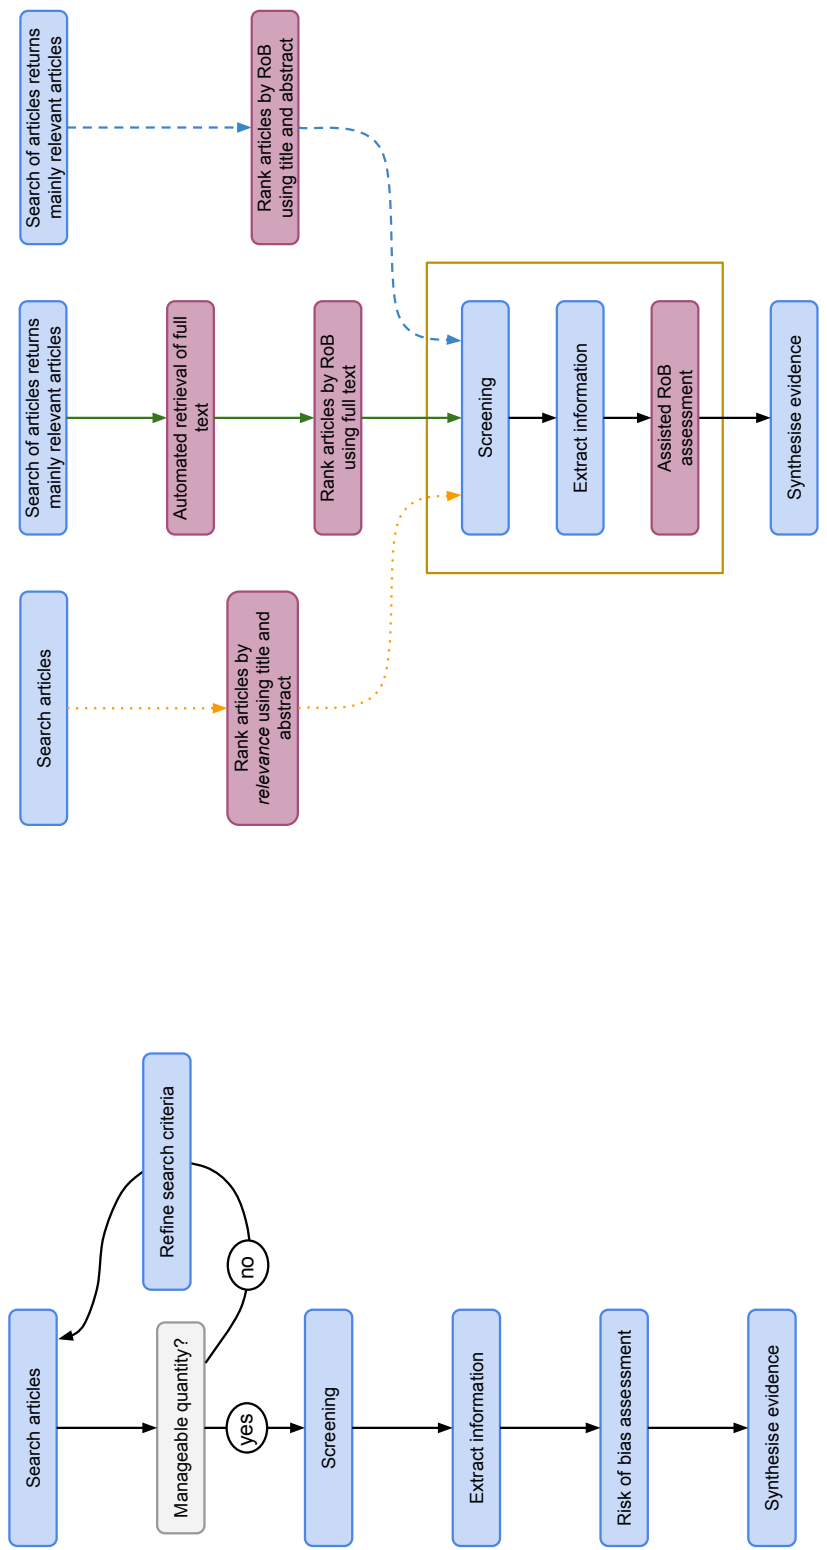 Search articles
Manageable quantity?
yes
no
Refine search criteria
Screening
Extract information
Risk of bias assessment
Synthesise evidence
Search articles
Rank articles by
relevance using title and
abstract
Search of articles returns
mainly relevant articles
Automated retrieval of full
text
Rank articles by RoB
using full text
Search of articles returns
mainly relevant articles
Rank articles by RoB
using title and abstract
Screening
Extract information
Assisted RoB
assessment
Synthesise evidence